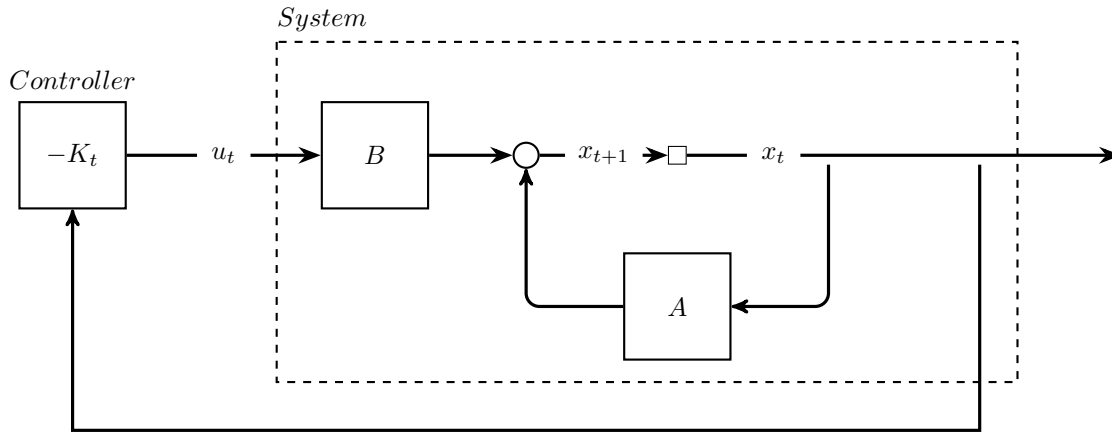 System
Controller
−K_t
u_t
B
x_{t+1}
x_t
A